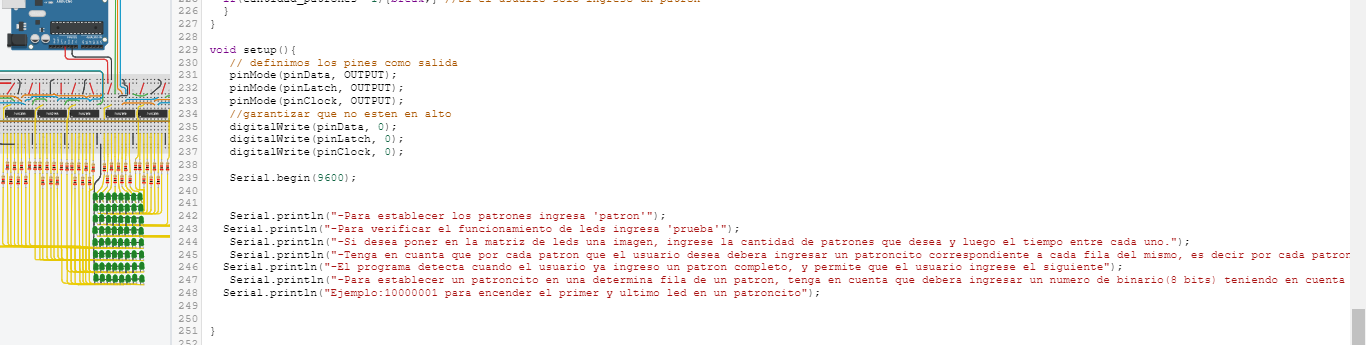 226 }
227 }
228
229 void setup(){
230 // definimos los pines como salida
231 pinMode(pinData, OUTPUT);
232 pinMode(pinLatch, OUTPUT);
233 pinMode(pinClock, OUTPUT);
234 //garantizar que no esten en alto
235 digitalWrite(pinData, 0);
236 digitalWrite(pinLatch, 0);
237 digitalWrite(pinClock, 0);
238
239 Serial.begin(9600);
240
241
242 Serial.println("-Para establecer los patrones ingresa 'patron'");
243 Serial.println("-Para verificar el funcionamiento de leds ingresa 'prueba'");
244 Serial.println("-Si desea poner en la matriz de leds una imagen, ingrese la cantidad de patrones que desea y luego el tiempo entre cada uno.");
245 Serial.println("-Tenga en cuanta que por cada patron que el usuario desea debera ingresar un patroncito correspondiente a cada fila del mismo, es decir por cada patron
246 Serial.println("-El programa detecta cuando el usuario ya ingreso un patron completo, y permite que el usuario ingrese el siguiente");
247 Serial.println("-Para establecer un patroncito en una determina fila de un patron, tenga en cuenta que debera ingresar un numero de binario(8 bits) teniendo en cuenta
248 Serial.println("Ejemplo:10000001 para encender el primer y ultimo led en un patroncito");
249
250
251 }
252